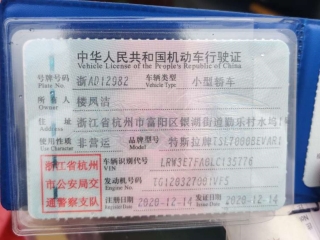 中华人民共和国机动车行驶证
Vehicle License of the People's Republic of China
号牌号码 浙AD12982 车辆类型 小型轿车
Plate No. Vehicle Type
所有人 楼凤洁
Owner
住址 浙江省杭州市富阳区银湖街道勤乐村水坞
使用性质 非营运 品牌型号 特斯拉牌TSL7000BEVAR1
Use Character Model
浙江省杭州市公安局交通警察支队
车辆识别代号 LRW3E7FA8LC135776
VIN
发动机号码 TG120327001VFS
Engine No.
注册日期 2020-12-14 发证日期 2020-12-14